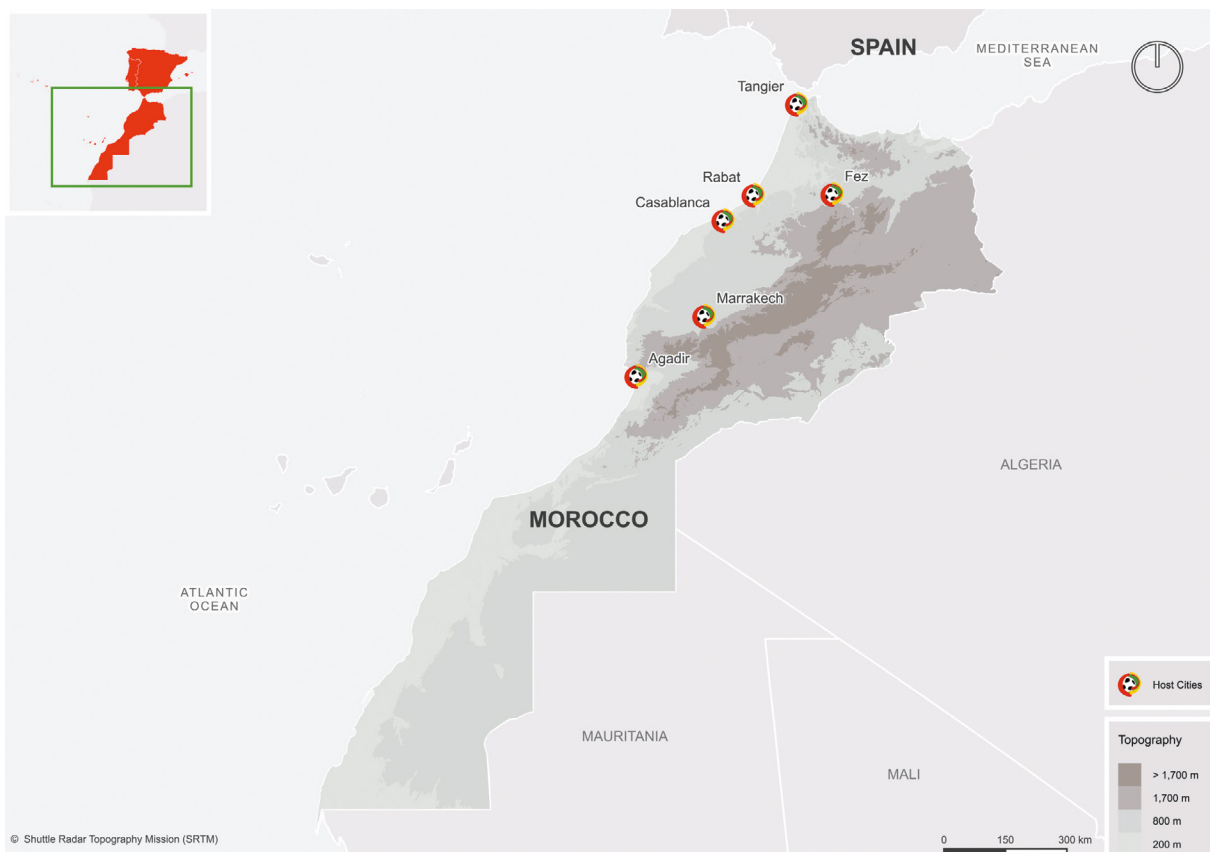 SPAIN
MEDITERRANEAN
SEA
Tangier
Rabat
Fez
Casablanca
Marrakech
Agadir
ALGERIA
MOROCCO
ATLANTIC
OCEAN
MAURITANIA
MALI
Host Cities
Topography
> 1,700 m
1,700 m
800 m
200 m
© Shuttle Radar Topography Mission (SRTM)
0 150 300 km